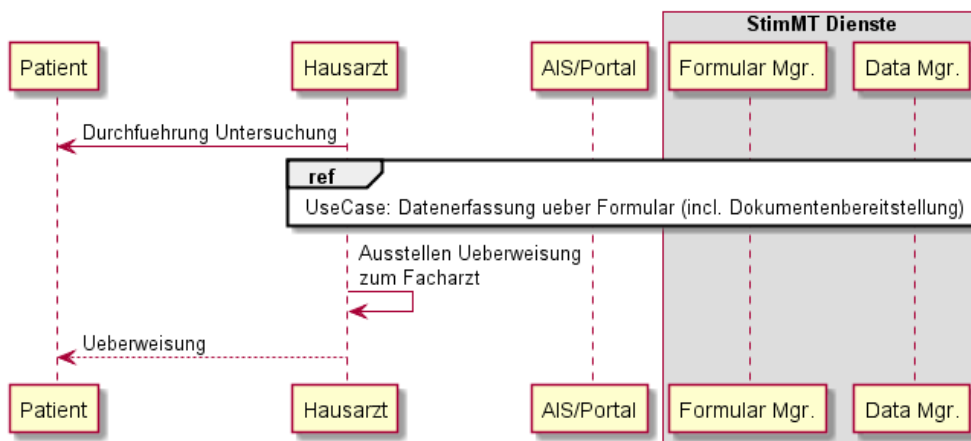 StimMT Dienste
Patient
Hausarzt
AIS/Portal
Formular Mgr.
Data Mgr.
Durchfuehrung Untersuchung
ref
UseCase: Datenerfassung ueber Formular (incl. Dokumentenbereitstellung)
Ausstellen Ueberweisung
zum Facharzt
Ueberweisung
Patient
Hausarzt
AIS/Portal
Formular Mgr.
Data Mgr.